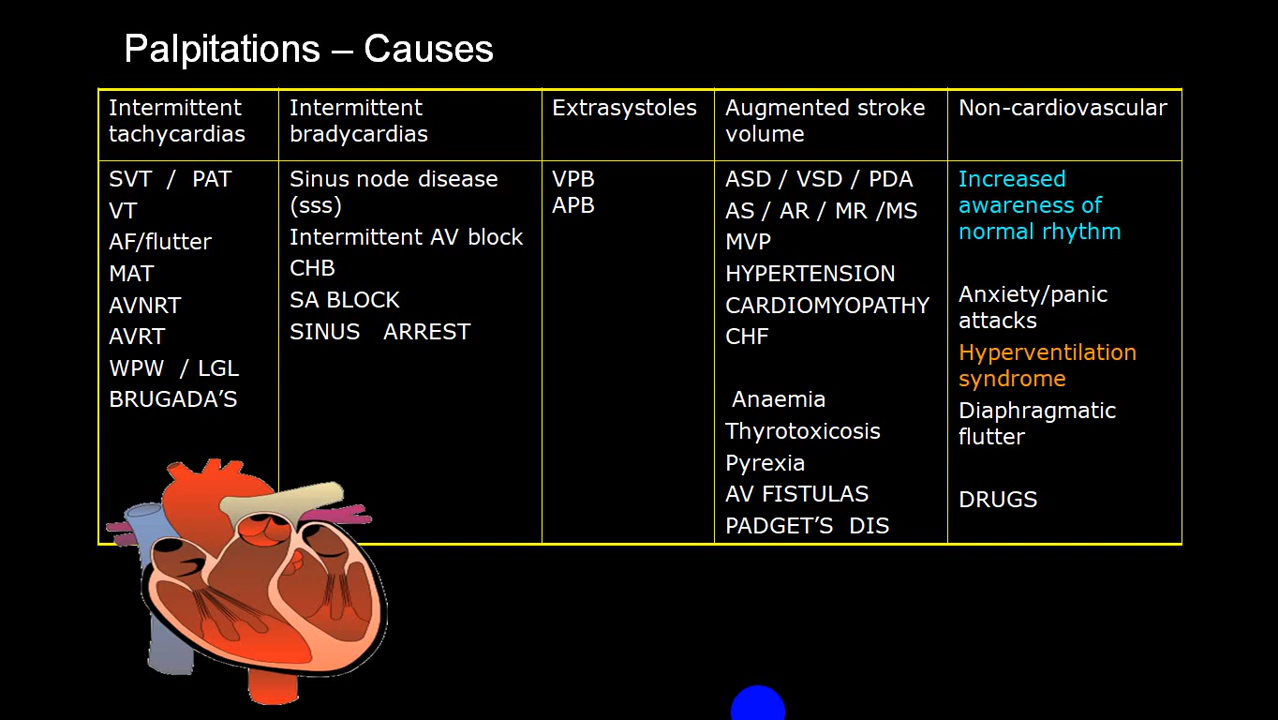 Palpitations – Causes
Intermittent
tachycardias
Intermittent
bradycardias
Extrasystoles
Augmented stroke
volume
Non-cardiovascular
SVT / PAT
VT
AF/flutter
MAT
AVNRT
AVRT
WPW / LGL
BRUGADA’S
Sinus node disease
(sss)
Intermittent AV block
CHB
SA BLOCK
SINUS ARREST
VPB
APB
ASD / VSD / PDA
AS / AR / MR /MS
MVP
HYPERTENSION
CARDIOMYOPATHY
CHF
Anaemia
Thyrotoxicosis
Pyrexia
AV FISTULAS
PADGET’S DIS
Increased
awareness of
normal rhythm
Anxiety/panic
attacks
Hyperventilation
syndrome
Diaphragmatic
flutter
DRUGS